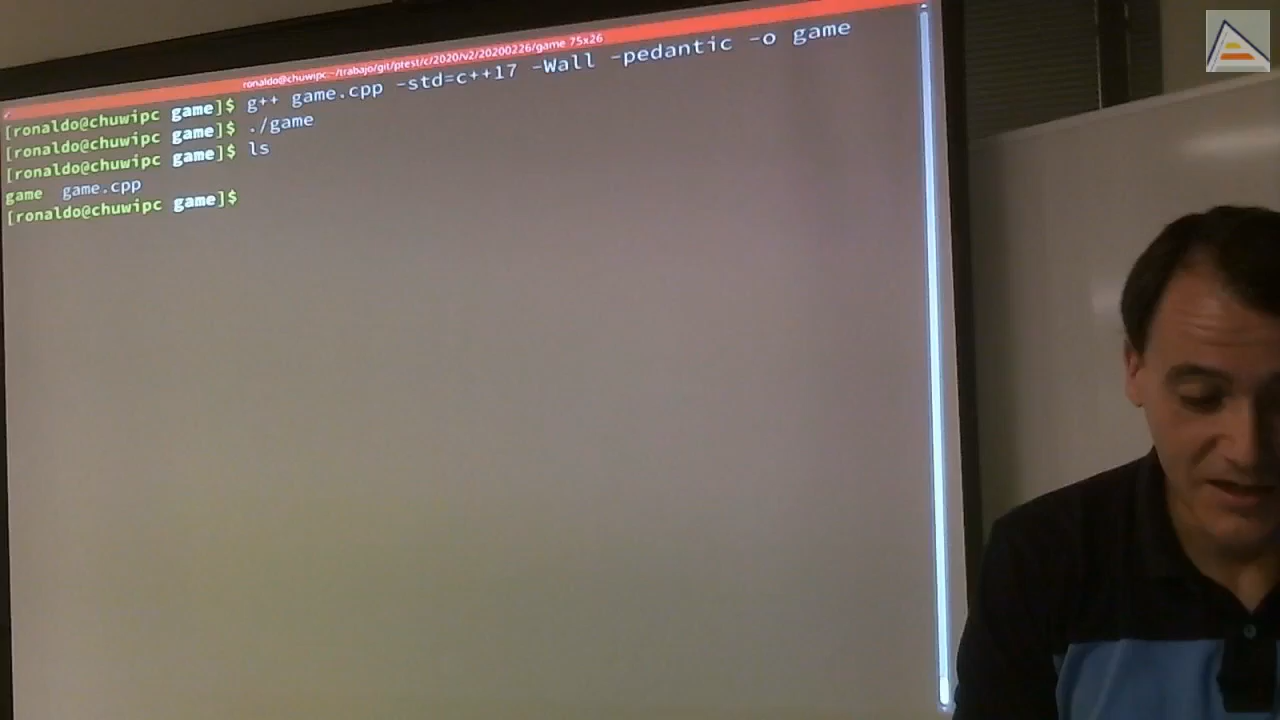 ronaldo@chuwipc:~/trabajo/git/ptest/c/2020/v2/20200226/game 75x26
[ronaldo@chuwipc game]$ g++ game.cpp -std=c++17 -Wall -pedantic -o game
[ronaldo@chuwipc game]$ ./game
[ronaldo@chuwipc game]$ ls
game game.cpp
[ronaldo@chuwipc game]$